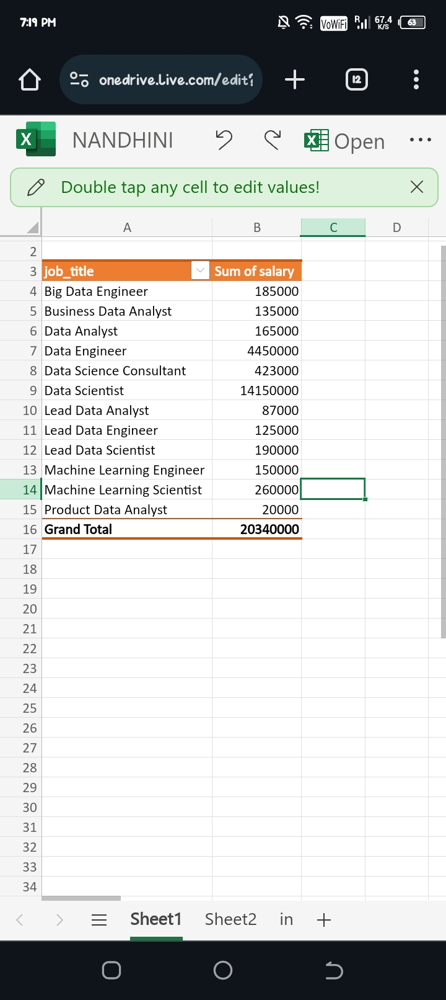 7:19 PM VoWiFi R 67.4 K/S 63
onedrive.live.com/edit? 12
X NANDHINI X Open ...
Double tap any cell to edit values!
A B C D
2
3 job_title Sum of salary
4 Big Data Engineer 185000
5 Business Data Analyst 135000
6 Data Analyst 165000
7 Data Engineer 4450000
8 Data Science Consultant 423000
9 Data Scientist 14150000
10 Lead Data Analyst 87000
11 Lead Data Engineer 125000
12 Lead Data Scientist 190000
13 Machine Learning Engineer 150000
14 Machine Learning Scientist 260000
15 Product Data Analyst 20000
16 Grand Total 20340000
17
18
19
20
21
22
23
24
25
26
27
28
29
30
31
32
33
34
Sheet1 Sheet2 in +